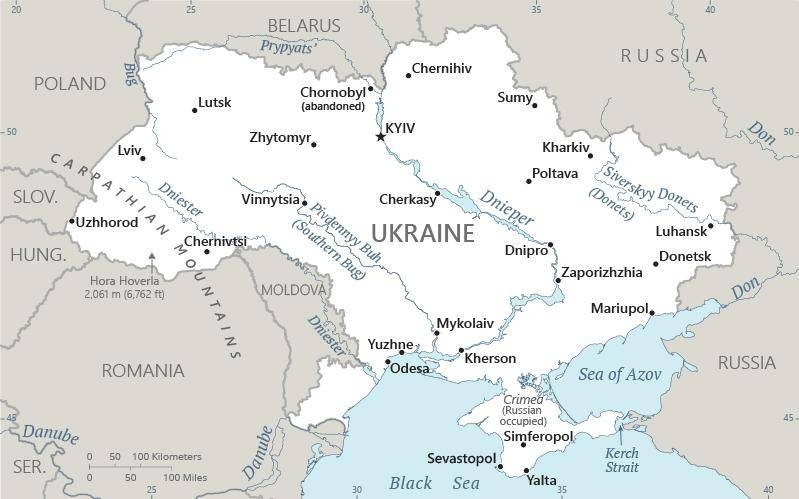 20
25
30
35
40
BELARUS
Prypyats'
RUSSIA
POLAND
Bug
Chernihiv
Chornobyl
(abandoned)
Lutsk
Sumy
Don
50
KYIV
50
Zhytomyr
Kharkiv
Lviv
Poltava
Siverskyy Donets
(Donets)
CARPATHIAN MOUNTAINS
Dniester
SLOV.
Vinnytsia
Cherkasy
Dnieper
Uzhhorod
Pivdennyy Buh
(Southern Bug)
UKRAINE
Luhansk
Chernivtsi
HUNG.
Dnipro
Donetsk
Zaporizhzhia
Hora Hoverla
2,061 m (6,762 ft)
MOLDOVA
Don
Mariupol
Dniester
Mykolaiv
Yuzhne
Kherson
Odesa
ROMANIA
RUSSIA
Sea of Azov
Crimea
(Russian
occupied)
45
45
Danube
Danube
Simferopol
Kerch
Strait
0 50 100 Kilometers
0 50 100 Miles
SER.
Sevastopol
Yalta
Black Sea
25
30
35